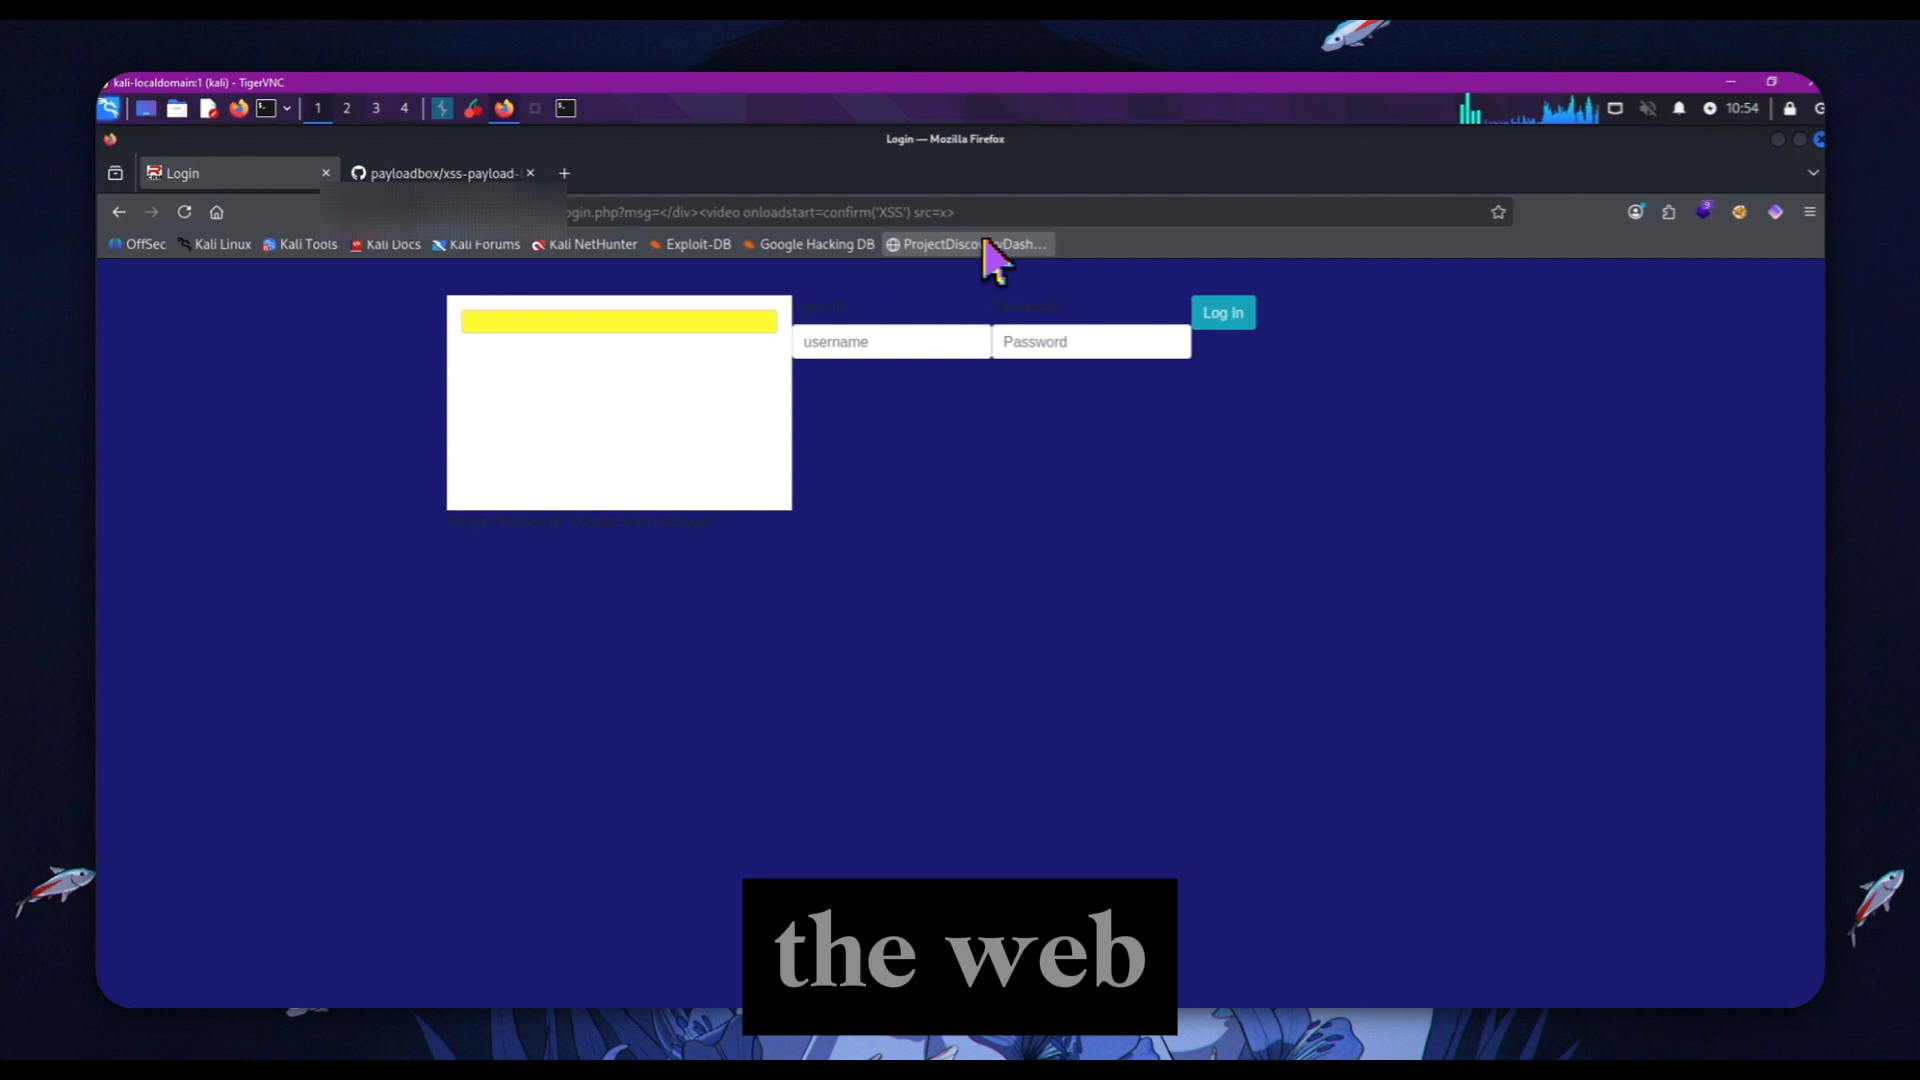 kali-localdomain:1 (kali) - TigerVNC
1 2 3 4
10:54
Login — Mozilla Firefox
Login
payloadbox/xss-payload-
ogin.php?msg=</div><video onloadstart=confirm('XSS') src=x>
9
OffSec Kali Linux Kali Tools Kali Docs Kali Forums Kali NetHunter Exploit-DB Google Hacking DB
username Password Log In
the web